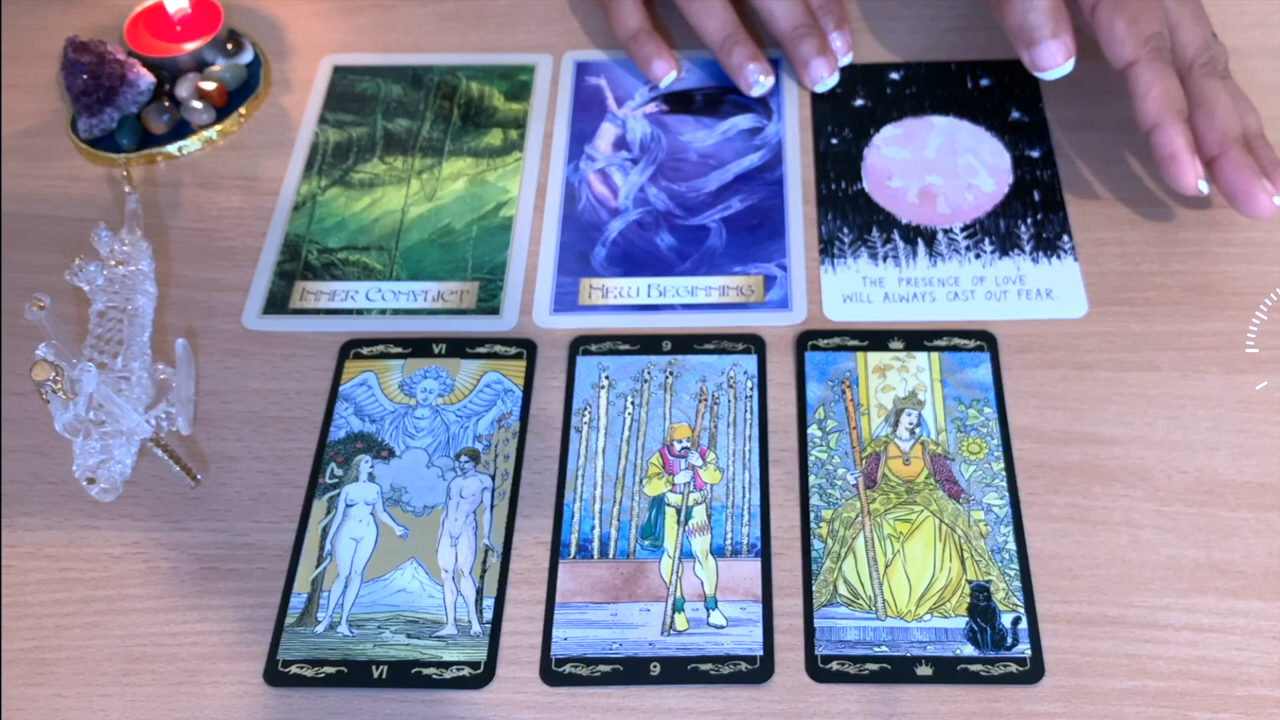 INNER CONFLICT
NEW BEGINNING
THE PRESENCE OF LOVE
WILL ALWAYS CAST OUT FEAR.
VI
9
VI
9